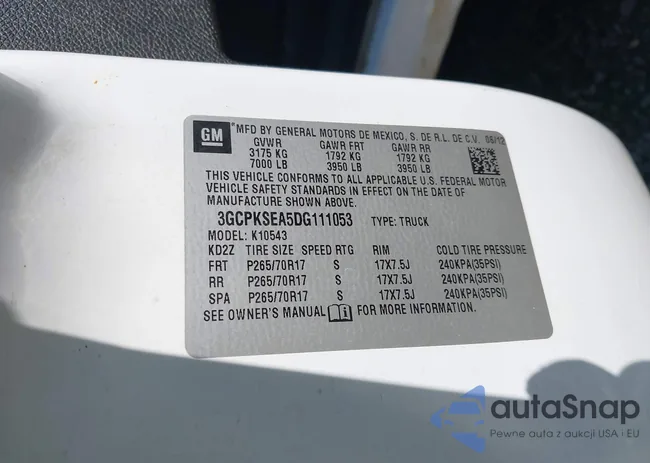 GM
MFD BY GENERAL MOTORS DE MEXICO, S. DE R.L. DE C.V. 08/12
GVWR GAWR FRT GAWR RR
3175 KG 1792 KG 1792 KG
7000 LB 3950 LB 3950 LB
THIS VEHICLE CONFORMS TO ALL APPLICABLE U.S. FEDERAL MOTOR
VEHICLE SAFETY STANDARDS IN EFFECT ON THE DATE OF
MANUFACTURE SHOWN ABOVE.
3GCPKSEA5DG111053 TYPE: TRUCK
MODEL: K10543
KD2Z TIRE SIZE SPEED RTG RIM COLD TIRE PRESSURE
FRT P265/70R17 S 17X7.5J 240KPA(35PSI)
RR P265/70R17 S 17X7.5J 240KPA(35PSI)
SPA P265/70R17 S 17X7.5J 240KPA(35PSI)
SEE OWNER'S MANUAL FOR MORE INFORMATION.
autaSnap
Pewne auta z aukcji USA i EU